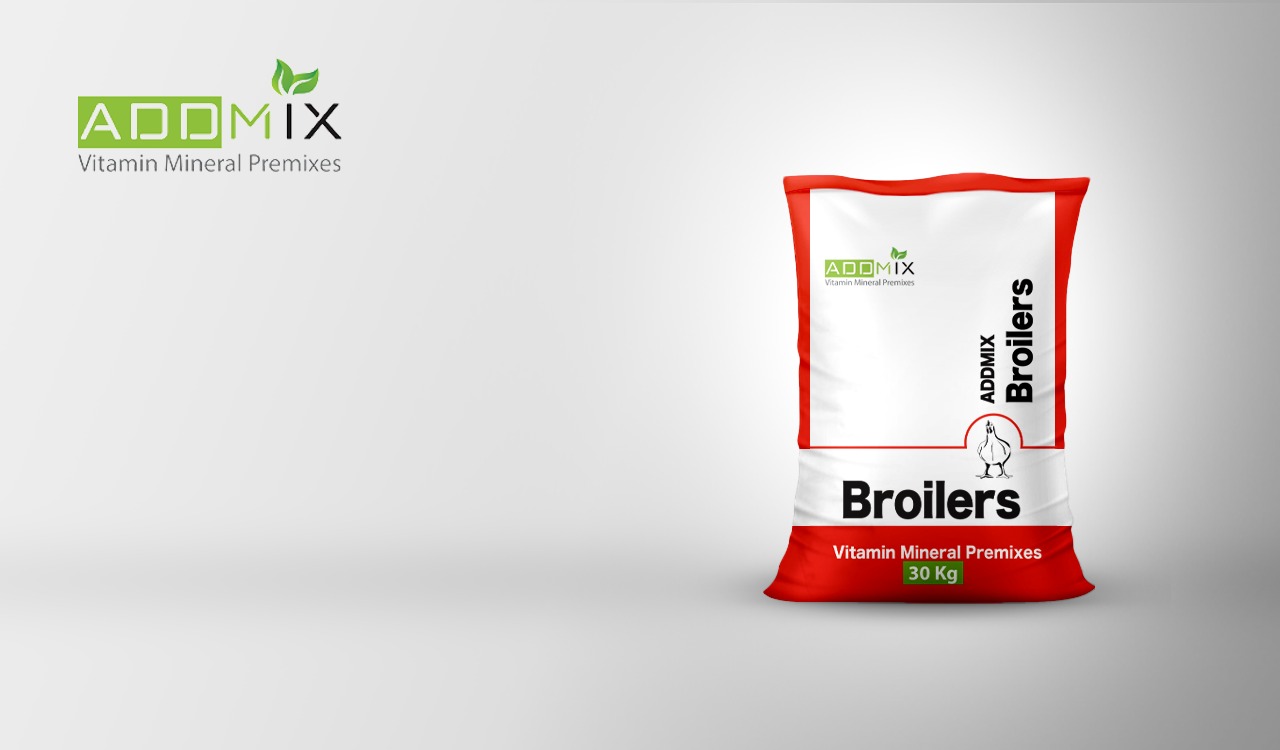 ADDMIX
Vitamin Mineral Premixes
ADDMIX
Vitamin Mineral Premixes
ADDMIX
Broilers
Broilers
Vitamin Mineral Premixes
30 Kg